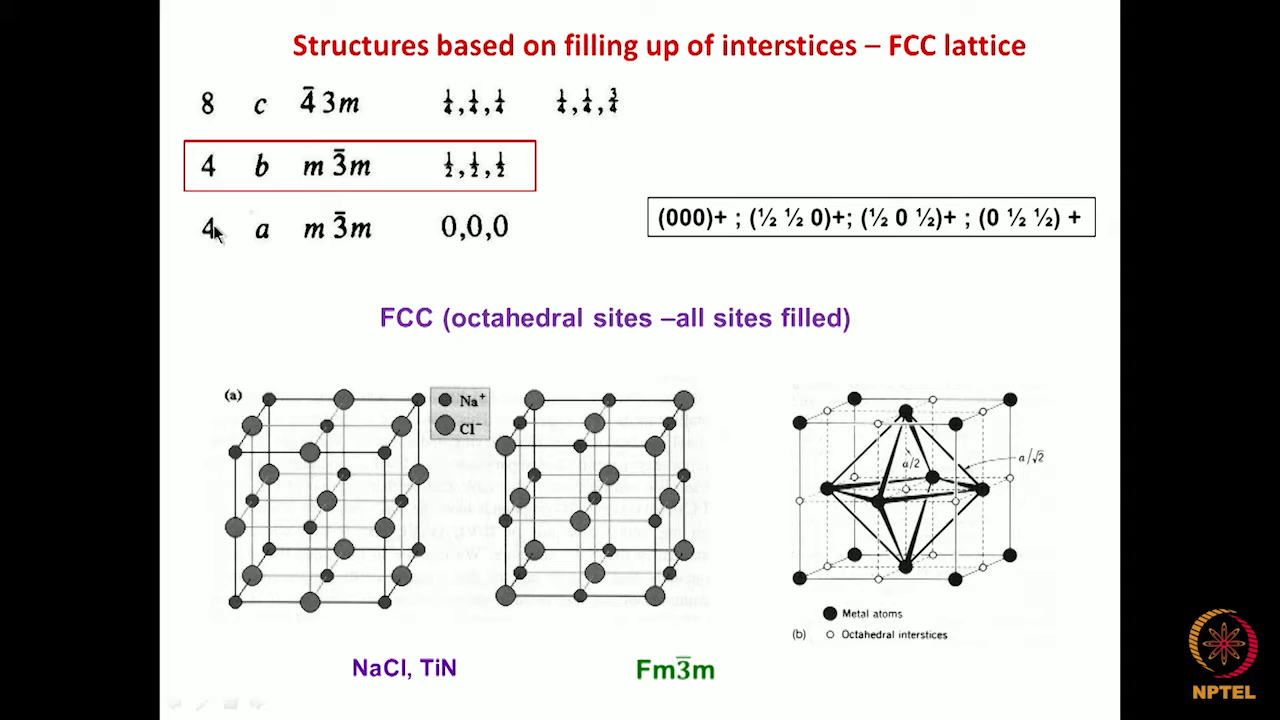 Structures based on filling up of interstices – FCC lattice
8 c 4̄3m ¼,¼,¼ ¼,¼,¾
4 b m3̄m ½,½,½
4 a m3̄m 0,0,0
(000)+ ; (½ ½ 0)+; (½ 0 ½)+ ; (0 ½ ½) +
FCC (octahedral sites –all sites filled)
(a)
Na⁺
Cl⁻
a/2
a/√2
Metal atoms
(b) Octahedral interstices
NaCl, TiN
Fm3̄m
NPTEL